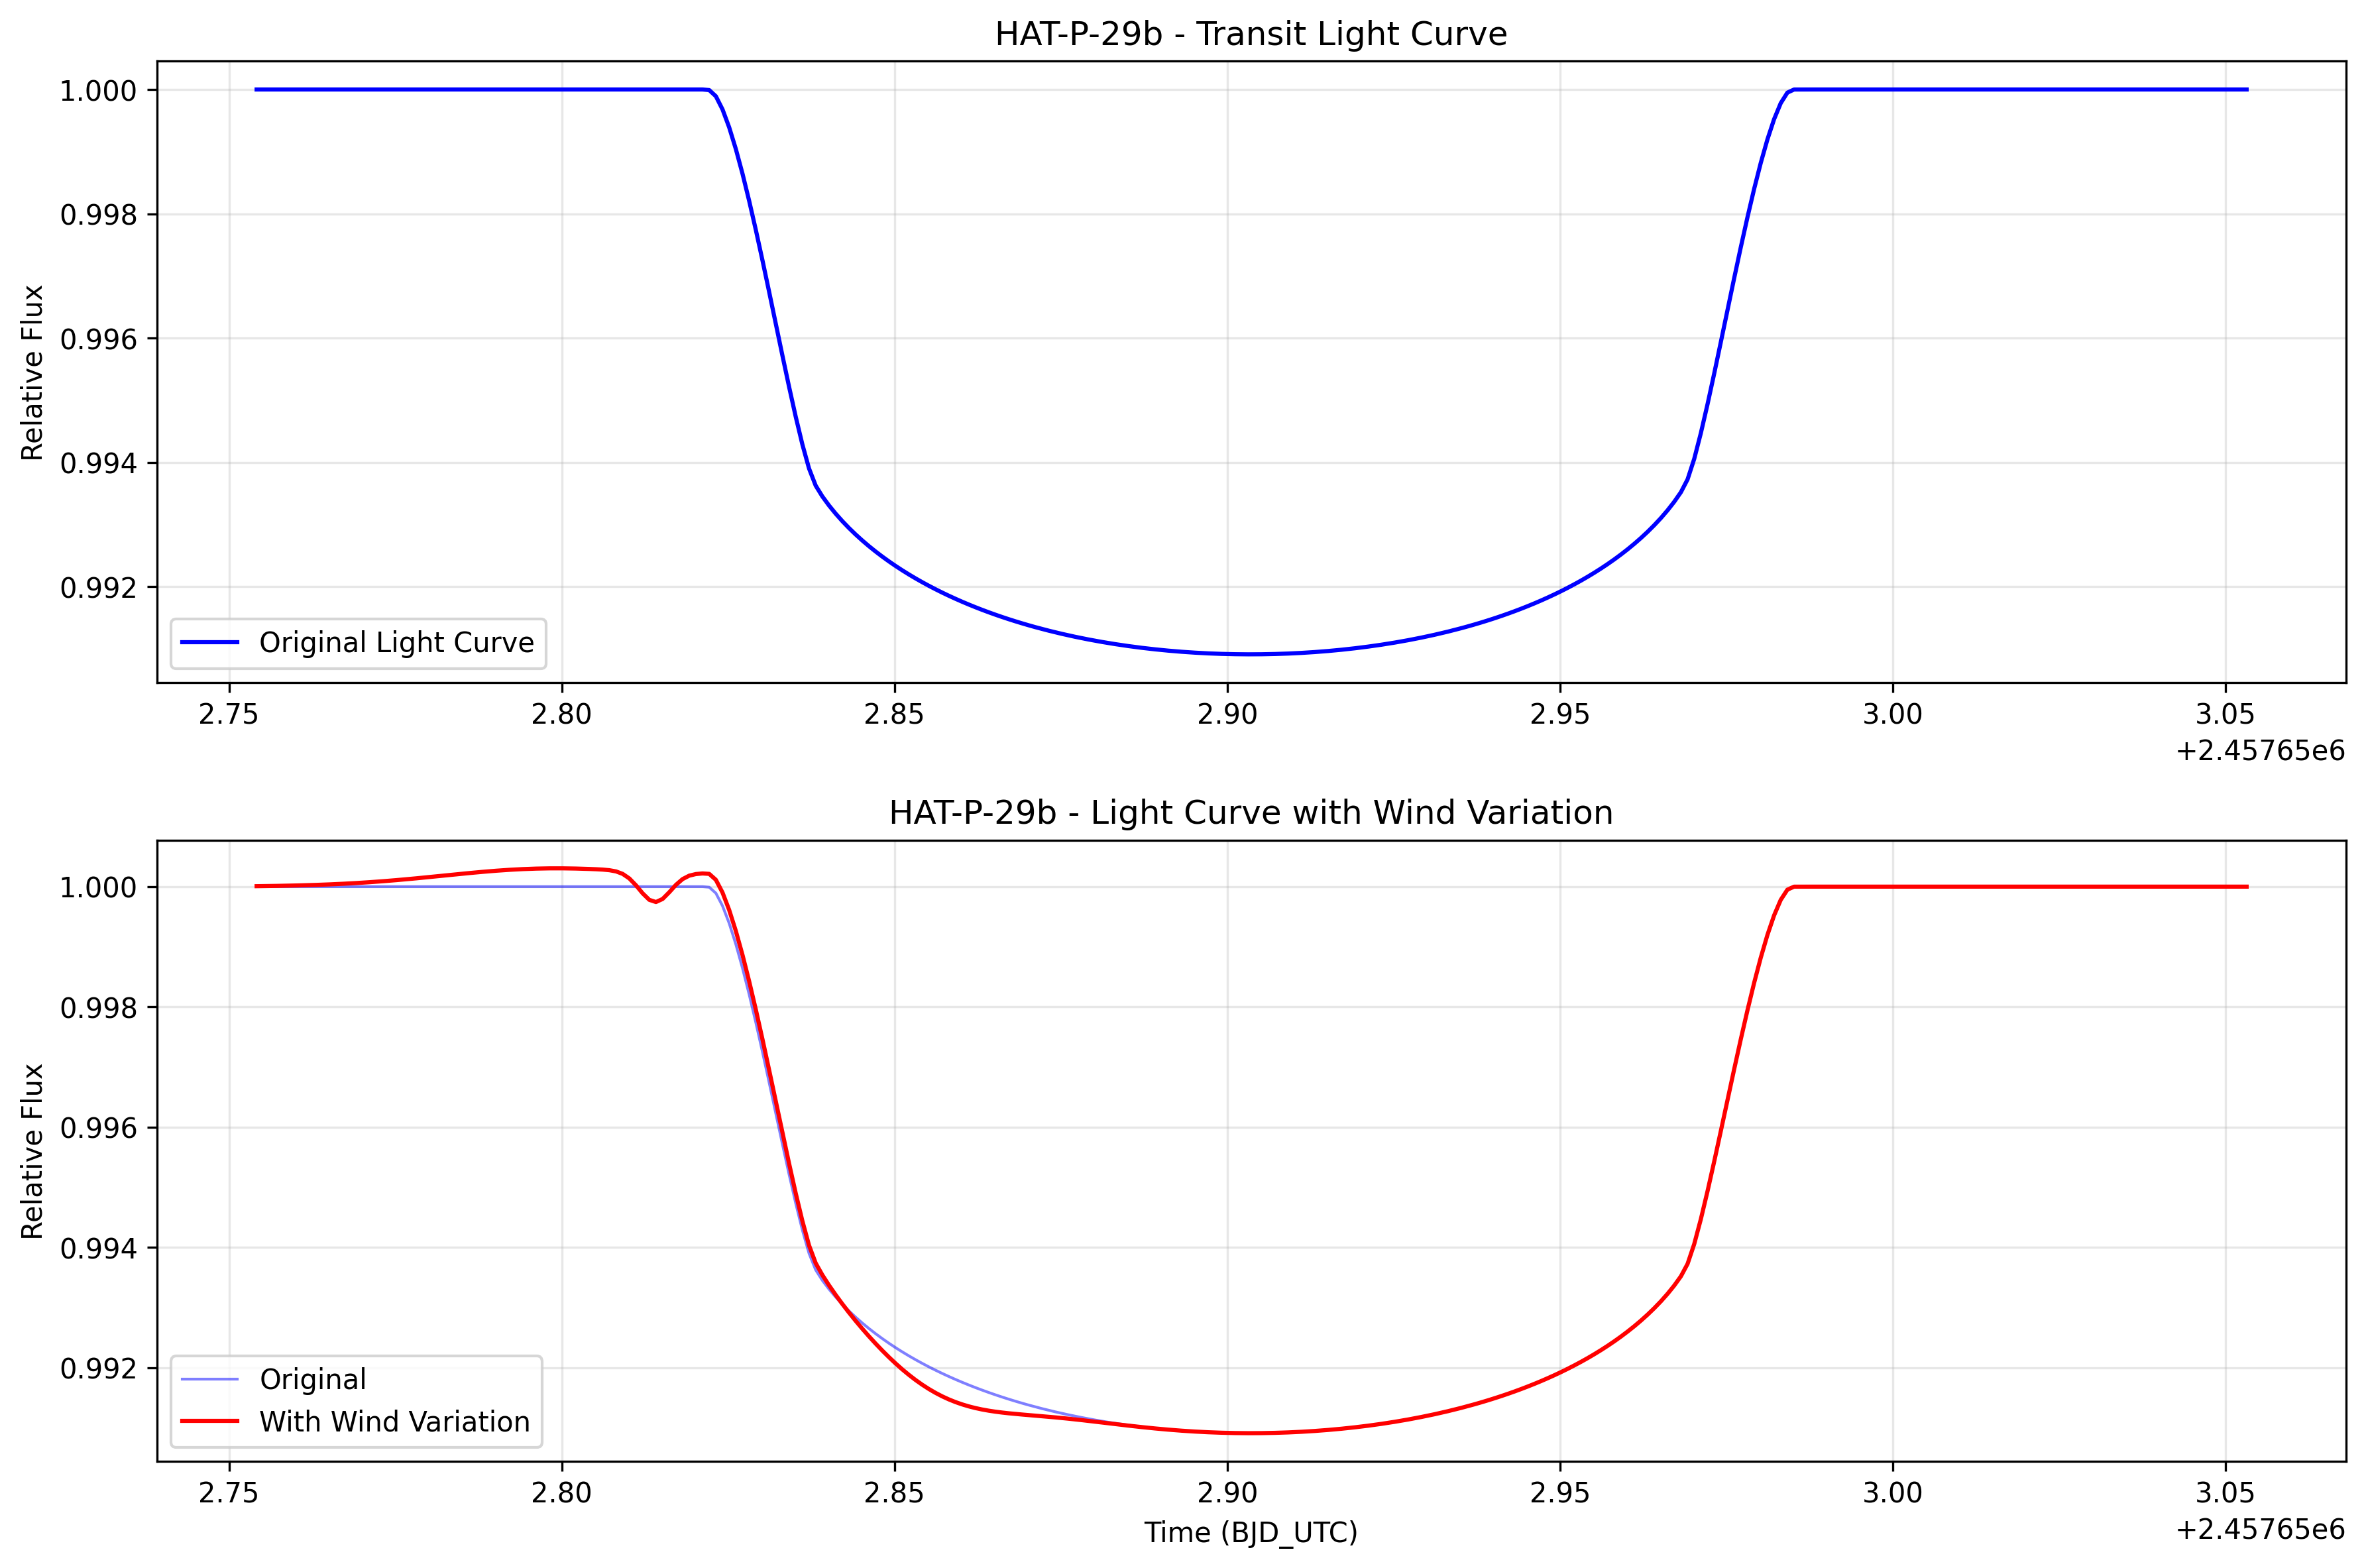 HAT-P-29b - Transit Light Curve
Relative Flux
1.000
0.998
0.996
0.994
0.992
Original Light Curve
2.75 2.80 2.85 2.90 2.95 3.00 3.05
+2.45765e6
HAT-P-29b - Light Curve with Wind Variation
Relative Flux
1.000
0.998
0.996
0.994
0.992
Original
With Wind Variation
2.75 2.80 2.85 2.90 2.95 3.00 3.05
Time (BJD_UTC)
+2.45765e6